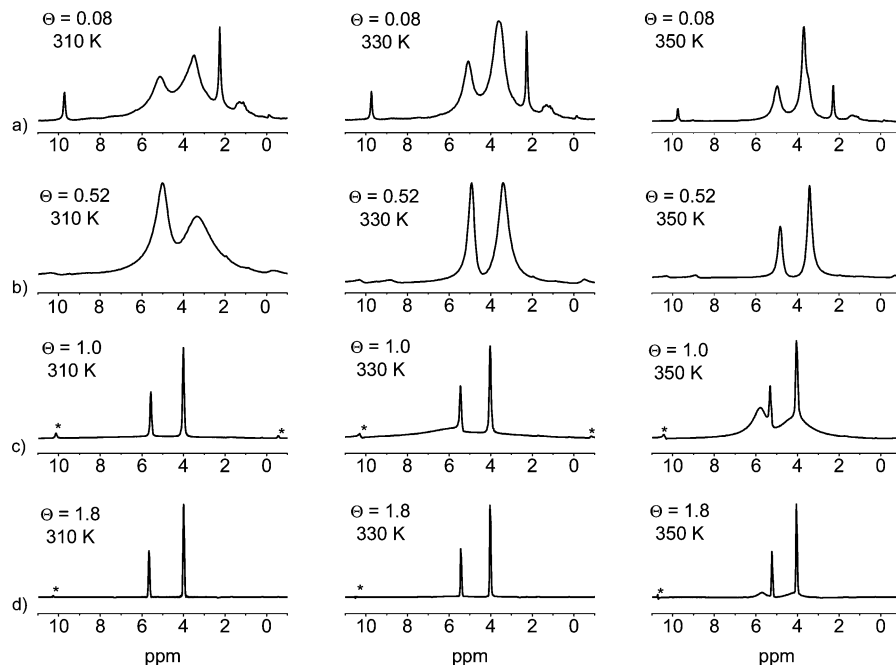 Θ = 0.08 Θ = 0.08 Θ = 0.08
310 K 330 K 350 K
a)
10 8 6 4 2 0 10 8 6 4 2 0 10 8 6 4 2 0
Θ = 0.52 Θ = 0.52 Θ = 0.52
310 K 330 K 350 K
b)
10 8 6 4 2 0 10 8 6 4 2 0 10 8 6 4 2 0
Θ = 1.0 Θ = 1.0 Θ = 1.0
310 K 330 K 350 K
* * * * *
c)
10 8 6 4 2 0 10 8 6 4 2 0 10 8 6 4 2 0
Θ = 1.8 Θ = 1.8 Θ = 1.8
310 K 330 K 350 K
* * *
d)
10 8 6 4 2 0 10 8 6 4 2 0 10 8 6 4 2 0
ppm ppm ppm